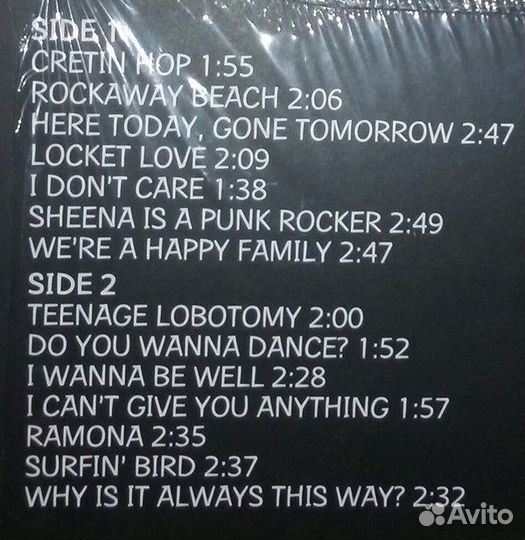 SIDE 1
CRETIN HOP 1:55
ROCKAWAY BEACH 2:06
HERE TODAY, GONE TOMORROW 2:47
LOCKET LOVE 2:09
I DON'T CARE 1:38
SHEENA IS A PUNK ROCKER 2:49
WE'RE A HAPPY FAMILY 2:47
SIDE 2
TEENAGE LOBOTOMY 2:00
DO YOU WANNA DANCE? 1:52
I WANNA BE WELL 2:28
I CAN'T GIVE YOU ANYTHING 1:57
RAMONA 2:35
SURFIN' BIRD 2:37
WHY IS IT ALWAYS THIS WAY? 2:32
Avito